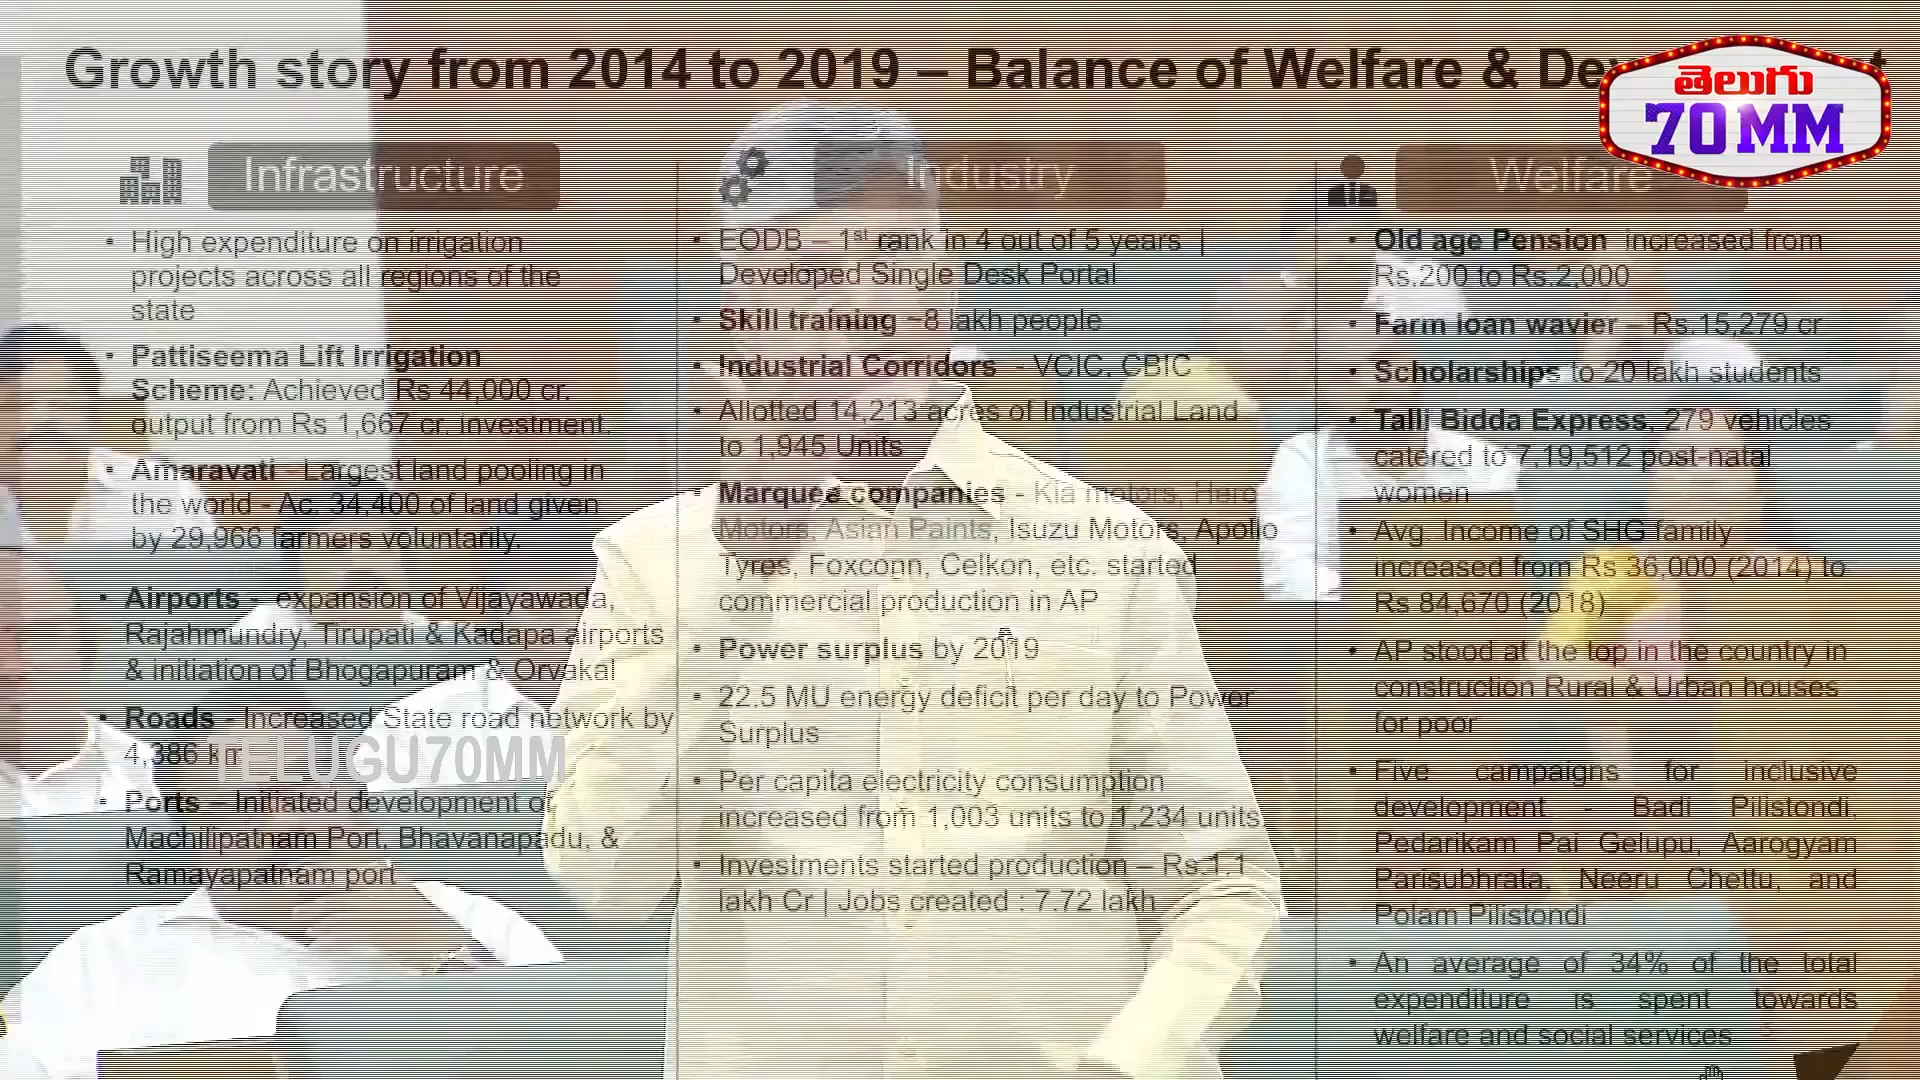 Growth story from 2014 to 2019 – Balance of Welfare &
తెలుగు
70MM
Infrastructure
• High expenditure on irrigation
projects across all regions of the
state
• Pattiseema Lift Irrigation
Scheme: Achieved Rs 44,000 cr.
output from Rs 1,667 cr. investment.
• Amaravati - Largest land pooling in
the world - Ac. 34,400 of land given
by 29,966 farmers voluntarily.
• Airports - expansion of Vijayawada,
Rajahmundry, Tirupati & Kadapa airports
& initiation of Bhogapuram & Orvakal
• Roads - Increased State road network by
4,386 km
TELUGU70MM
• Ports – Initiated development of
Machilipatnam Port, Bhavanapadu, &
Ramayapatnam port
Industry
• EODB – 1st rank in 4 out of 5 years |
Developed Single Desk Portal
• Skill training ~8 lakh people
• Industrial Corridors - VCIC, CBIC
• Allotted 14,213 acres of Industrial Land
to 1,945 Units
• Marquee companies - Kia motors, Hero
Motors, Asian Paints, Isuzu Motors, Apollo
Tyres, Foxconn, Celkon, etc. started
commercial production in AP
• Power surplus by 2019
• 22.5 MU energy deficit per day to Power
Surplus
• Per capita electricity consumption
increased from 1,003 units to 1,234 units
• Investments started production – Rs.1.1
lakh Cr | Jobs created : 7.72 lakh
Welfare
• Old age Pension increased from
Rs.200 to Rs.2,000
• Farm loan wavier – Rs.15,279 cr
• Scholarships to 20 lakh students
• Talli Bidda Express, 279 vehicles
catered to 7,19,512 post-natal
women
• Avg. Income of SHG family
increased from Rs 36,000 (2014) to
Rs 84,670 (2018)
• AP stood at the top in the country in
construction Rural & Urban houses
for poor
• Five campaigns for inclusive
development - Badi Pilistondi,
Pedarikam Pai Gelupu, Aarogyam
Parisubhrata, Neeru Chettu, and
Polam Pilistondi
• An average of 34% of the total
expenditure is spent towards
welfare and social services